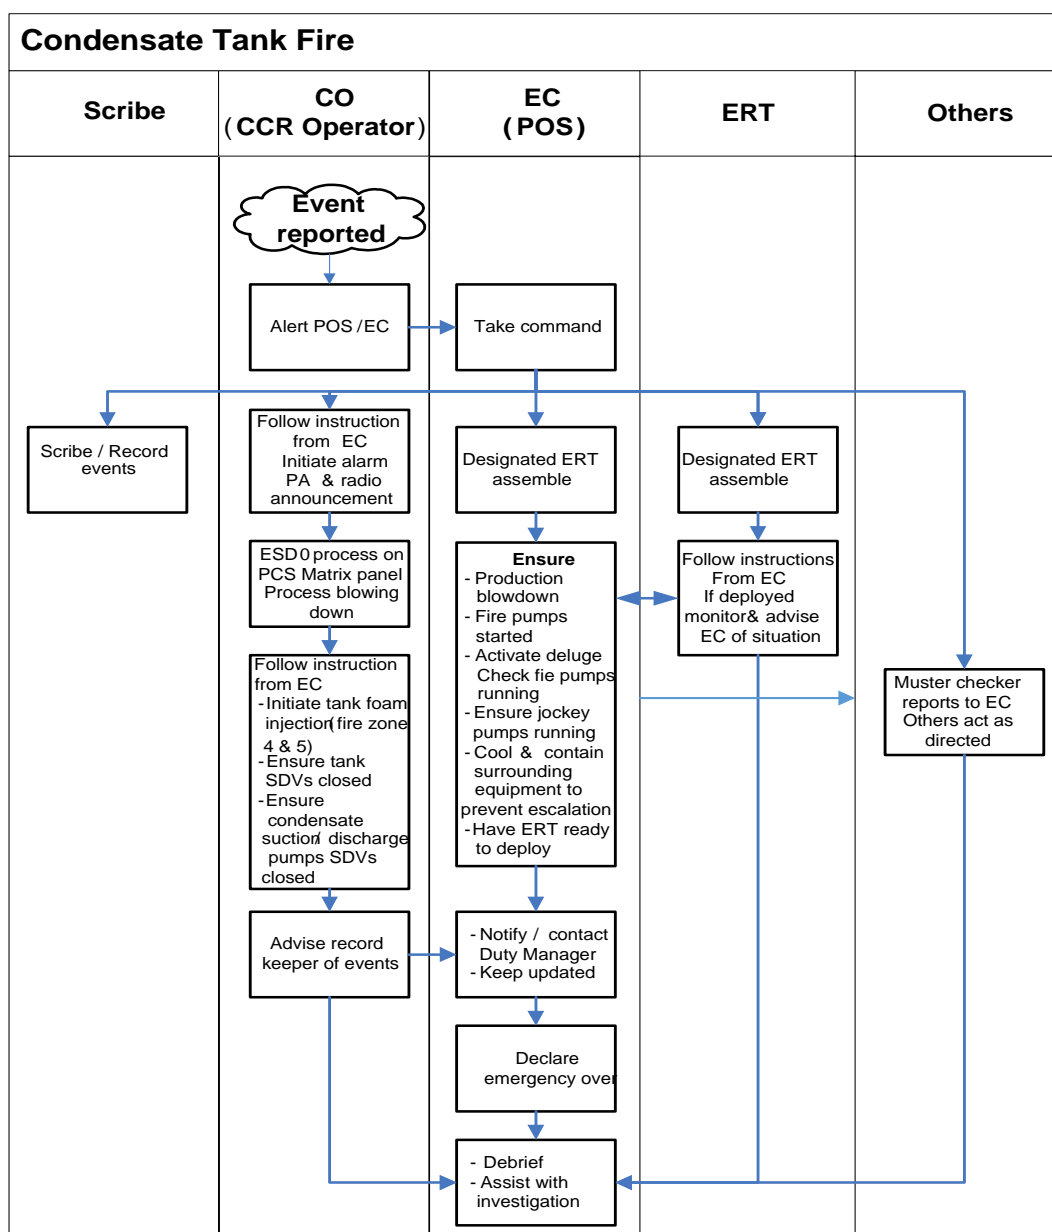 Condensate Tank Fire
Scribe
CO
(CCR Operator)
EC
(POS)
ERT
Others
Event
reported
Alert POS /EC
Take command
Scribe / Record
events
Follow instruction
from EC
Initiate alarm
PA & radio
announcement
Designated ERT
assemble
Designated ERT
assemble
ESD0 process on
PCS Matrix panel
Process blowing
down
Ensure
- Production
blowdown
- Fire pumps
started
- Activate deluge
Check fie pumps
running
- Ensure jockey
pumps running
- Cool & contain
surrounding
equipment to
prevent escalation
- Have ERT ready
to deploy
Follow instructions
From EC
If deployed
monitor& advise
EC of situation
Follow instruction
from EC
-Initiate tank foam
injection(fire zone
4 & 5)
-Ensure tank
SDVs closed
-Ensure
condensate
suction/ discharge
pumps SDVs
closed
Muster checker
reports to EC
Others act as
directed
Advise record
keeper of events
- Notify / contact
Duty Manager
- Keep updated
Declare
emergency over
- Debrief
- Assist with
investigation